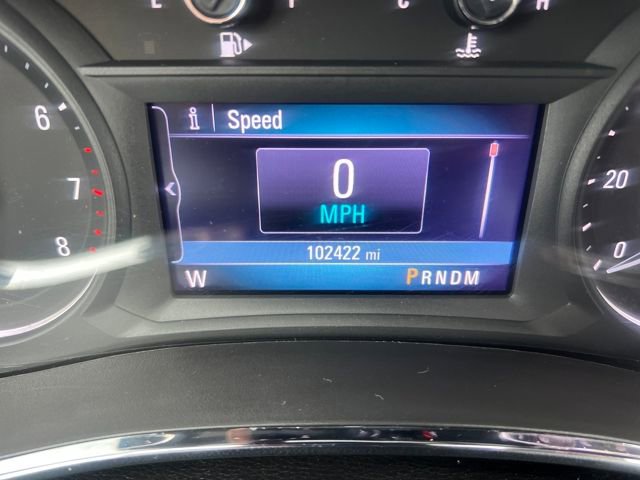 E F C H
6
7
8
i Speed
0
MPH
102422 mi
W PRNDM
20
0